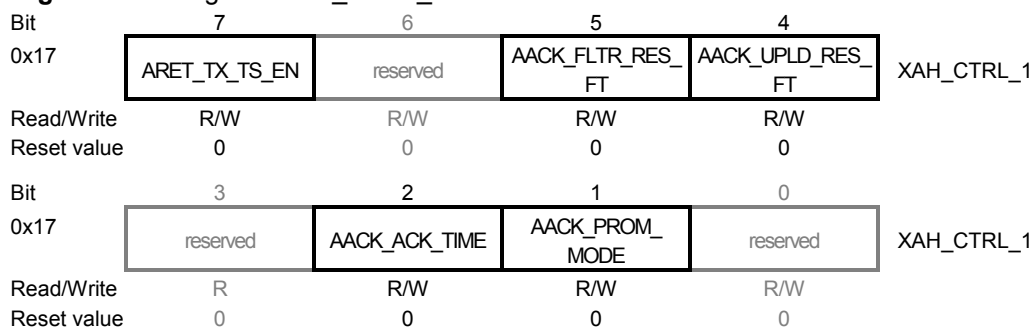 Bit 7 6 5 4
0x17 ARET_TX_TS_EN reserved AACK_FLTR_RES_ AACK_UPLD_RES_ XAH_CTRL_1
FT FT
Read/Write R/W R/W R/W R/W
Reset value 0 0 0 0
Bit 3 2 1 0
0x17 reserved AACK_ACK_TIME AACK_PROM_ reserved XAH_CTRL_1
MODE
Read/Write R R/W R/W R/W
Reset value 0 0 0 0